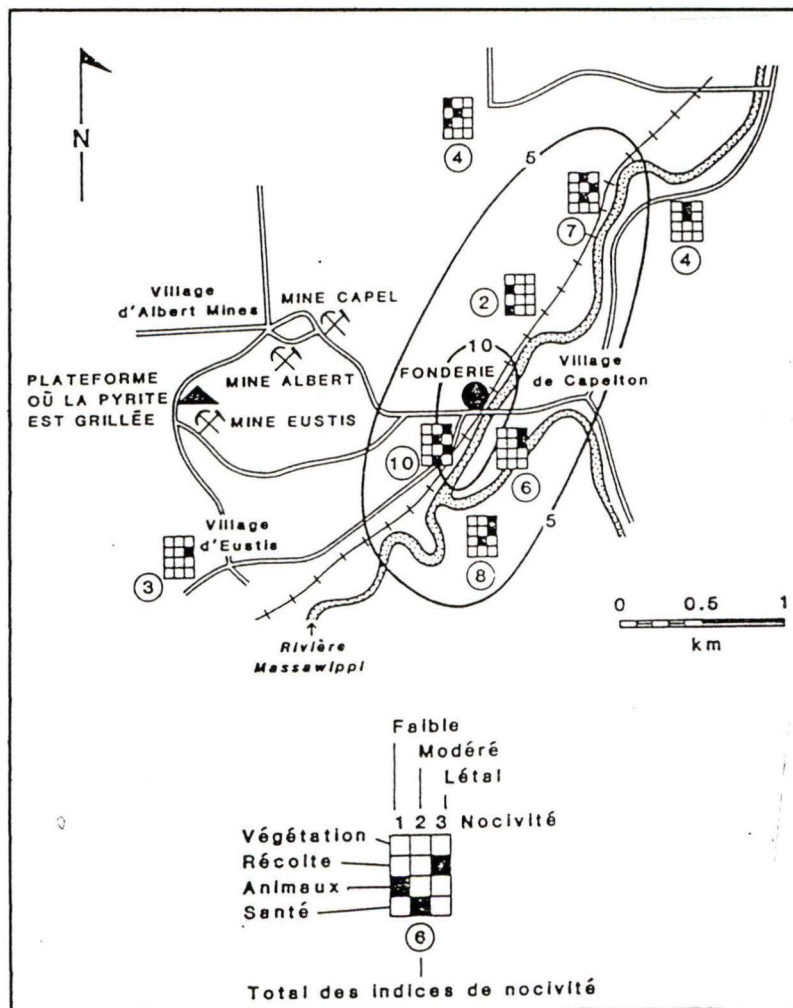 N
4
5
7
4
Village
d'Albert Mines
MINE CAPEL
2
10
FONDERIE
Village
de Capelton
PLATEFORME
OÙ LA PYRITE
EST GRILLÉE
MINE ALBERT
MINE EUSTIS
10
6
Village
d'Eustis
3
8
5
0 0.5 1
km
Rivière
Massawippi
Faible
Modéré
Létal
1 2 3 Nocivité
Végétation
Récolte
Animaux
Santé
6
Total des indices de nocivité